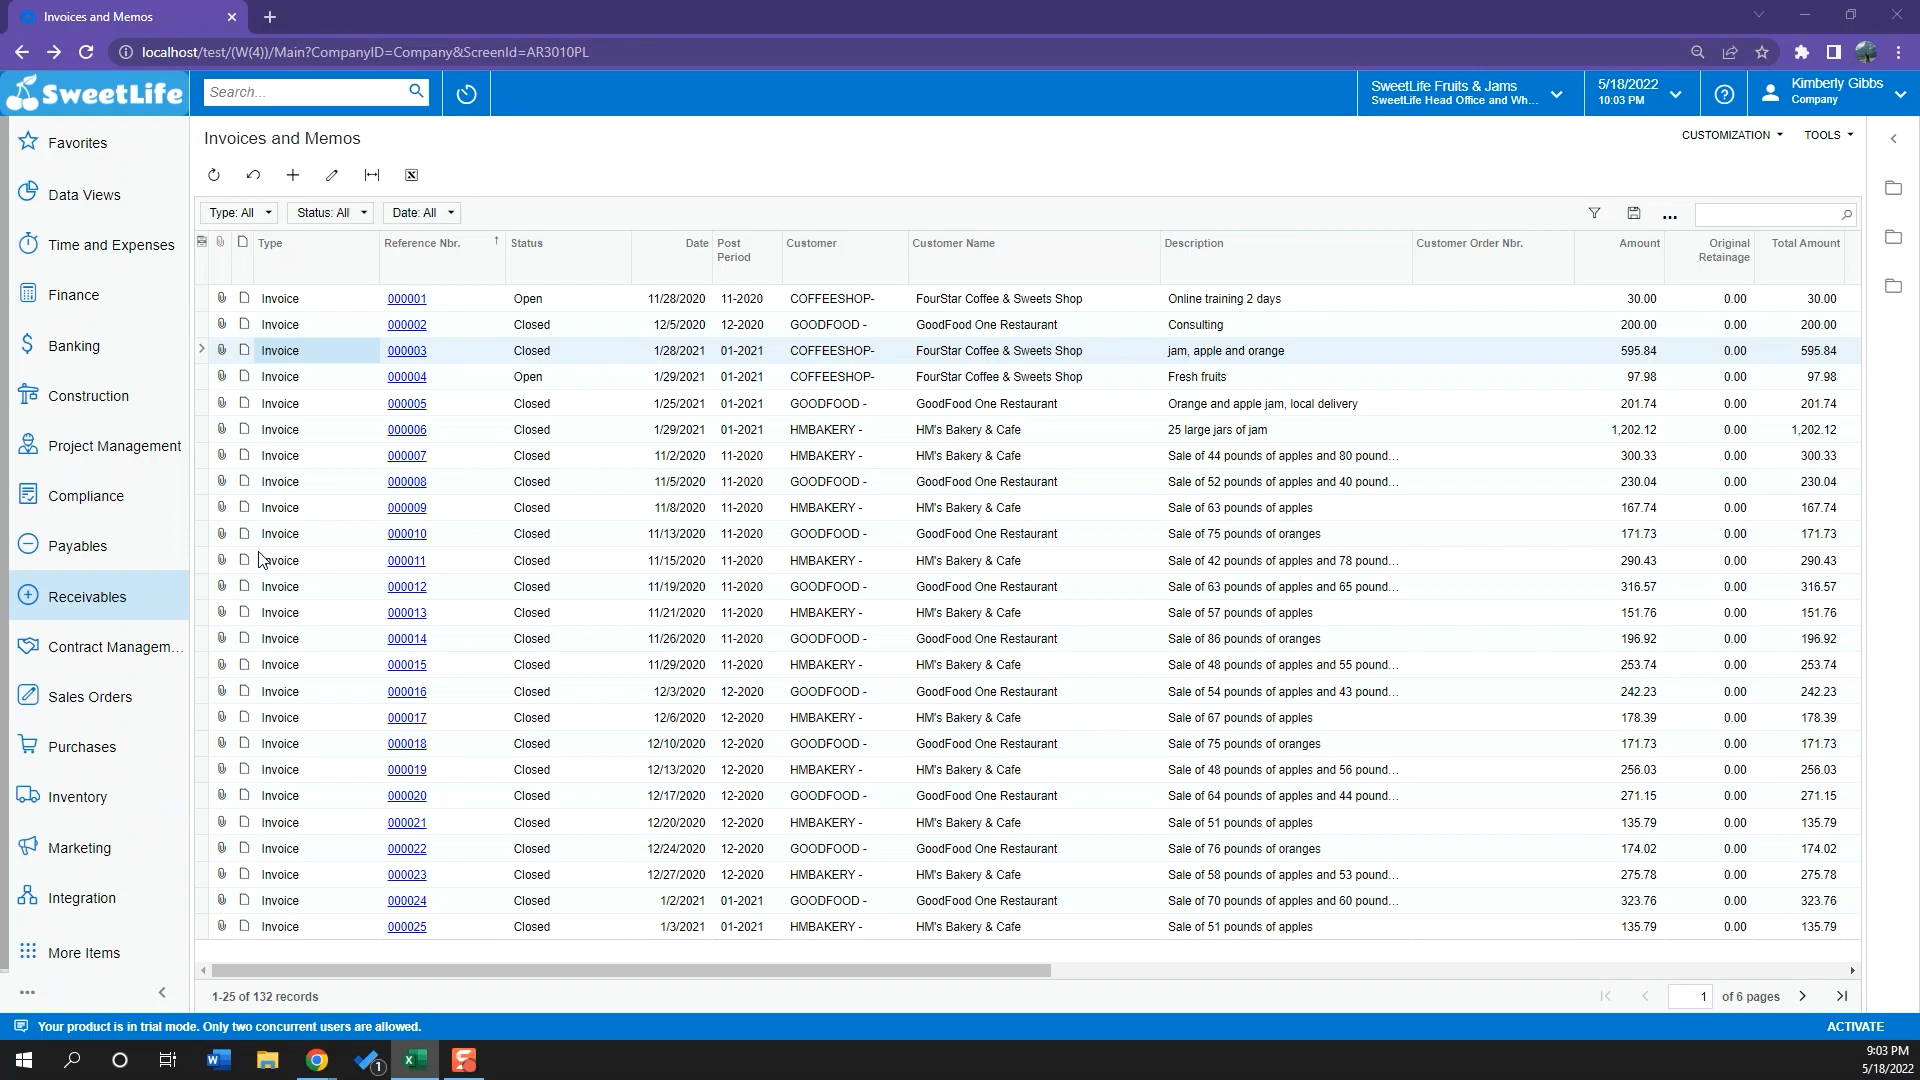 Invoices and Memos
localhost/test/(W(4))/Main?CompanyID=Company&ScreenId=AR3010PL
SweetLife
Search...
SweetLife Fruits & Jams
SweetLife Head Office and Wh...
5/18/2022
10:03 PM
Kimberly Gibbs
Company
Favorites
Data Views
Time and Expenses
Finance
Banking
Construction
Project Management
Compliance
Payables
Receivables
Contract Managem...
Sales Orders
Purchases
Inventory
Marketing
Integration
More Items
Invoices and Memos
CUSTOMIZATION TOOLS
Type: All Status: All Date: All
Type Reference Nbr. Status Date Post Period Customer Customer Name Description Customer Order Nbr. Amount Original Retainage Total Amount
Invoice 000001 Open 11/28/2020 11-2020 COFFEESHOP- FourStar Coffee & Sweets Shop Online training 2 days 30.00 0.00 30.00
Invoice 000002 Closed 12/5/2020 12-2020 GOODFOOD - GoodFood One Restaurant Consulting 200.00 0.00 200.00
Invoice 000003 Closed 1/28/2021 01-2021 COFFEESHOP- FourStar Coffee & Sweets Shop jam, apple and orange 595.84 0.00 595.84
Invoice 000004 Open 1/29/2021 01-2021 COFFEESHOP- FourStar Coffee & Sweets Shop Fresh fruits 97.98 0.00 97.98
Invoice 000005 Closed 1/25/2021 01-2021 GOODFOOD - GoodFood One Restaurant Orange and apple jam, local delivery 201.74 0.00 201.74
Invoice 000006 Closed 1/29/2021 01-2021 HMBAKERY - HM's Bakery & Cafe 25 large jars of jam 1,202.12 0.00 1,202.12
Invoice 000007 Closed 11/2/2020 11-2020 HMBAKERY - HM's Bakery & Cafe Sale of 44 pounds of apples and 80 pound... 300.33 0.00 300.33
Invoice 000008 Closed 11/5/2020 11-2020 GOODFOOD - GoodFood One Restaurant Sale of 52 pounds of apples and 40 pound... 230.04 0.00 230.04
Invoice 000009 Closed 11/8/2020 11-2020 HMBAKERY - HM's Bakery & Cafe Sale of 63 pounds of apples 167.74 0.00 167.74
Invoice 000010 Closed 11/13/2020 11-2020 GOODFOOD - GoodFood One Restaurant Sale of 75 pounds of oranges 171.73 0.00 171.73
Invoice 000011 Closed 11/15/2020 11-2020 HMBAKERY - HM's Bakery & Cafe Sale of 42 pounds of apples and 78 pound... 290.43 0.00 290.43
Invoice 000012 Closed 11/19/2020 11-2020 GOODFOOD - GoodFood One Restaurant Sale of 63 pounds of apples and 65 pound... 316.57 0.00 316.57
Invoice 000013 Closed 11/21/2020 11-2020 HMBAKERY - HM's Bakery & Cafe Sale of 57 pounds of apples 151.76 0.00 151.76
Invoice 000014 Closed 11/26/2020 11-2020 GOODFOOD - GoodFood One Restaurant Sale of 86 pounds of oranges 196.92 0.00 196.92
Invoice 000015 Closed 11/29/2020 11-2020 HMBAKERY - HM's Bakery & Cafe Sale of 48 pounds of apples and 55 pound... 253.74 0.00 253.74
Invoice 000016 Closed 12/3/2020 12-2020 GOODFOOD - GoodFood One Restaurant Sale of 54 pounds of apples and 43 pound... 242.23 0.00 242.23
Invoice 000017 Closed 12/6/2020 12-2020 HMBAKERY - HM's Bakery & Cafe Sale of 67 pounds of apples 178.39 0.00 178.39
Invoice 000018 Closed 12/10/2020 12-2020 GOODFOOD - GoodFood One Restaurant Sale of 75 pounds of oranges 171.73 0.00 171.73
Invoice 000019 Closed 12/13/2020 12-2020 HMBAKERY - HM's Bakery & Cafe Sale of 48 pounds of apples and 56 pound... 256.03 0.00 256.03
Invoice 000020 Closed 12/17/2020 12-2020 GOODFOOD - GoodFood One Restaurant Sale of 64 pounds of apples and 44 pound... 271.15 0.00 271.15
Invoice 000021 Closed 12/20/2020 12-2020 HMBAKERY - HM's Bakery & Cafe Sale of 51 pounds of apples 135.79 0.00 135.79
Invoice 000022 Closed 12/24/2020 12-2020 GOODFOOD - GoodFood One Restaurant Sale of 76 pounds of oranges 174.02 0.00 174.02
Invoice 000023 Closed 12/27/2020 12-2020 HMBAKERY - HM's Bakery & Cafe Sale of 58 pounds of apples and 53 pound... 275.78 0.00 275.78
Invoice 000024 Closed 1/2/2021 01-2021 GOODFOOD - GoodFood One Restaurant Sale of 70 pounds of apples and 60 pound... 323.76 0.00 323.76
Invoice 000025 Closed 1/3/2021 01-2021 HMBAKERY - HM's Bakery & Cafe Sale of 51 pounds of apples 135.79 0.00 135.79
1-25 of 132 records
1 of 6 pages
Your product is in trial mode. Only two concurrent users are allowed.
ACTIVATE
1
9:03 PM
5/18/2022